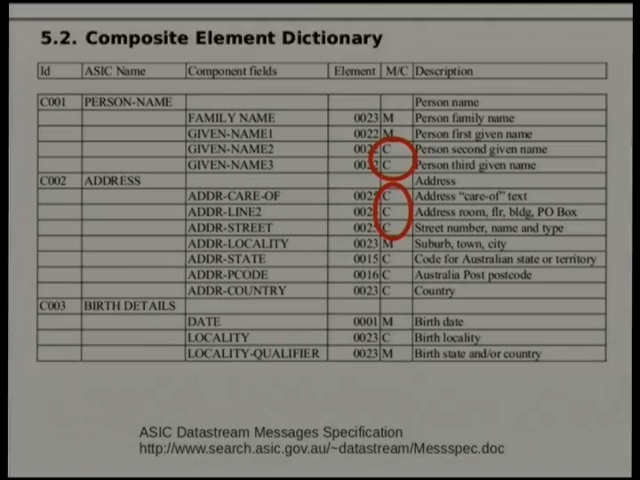 5.2. Composite Element Dictionary
Id ASIC Name Component fields Element M/C Description
C001 PERSON-NAME Person name
FAMILY NAME 0023 M Person family name
GIVEN-NAME1 0022 M Person first given name
GIVEN-NAME2 C Person second given name
GIVEN-NAME3 C Person third given name
C002 ADDRESS Address
ADDR-CARE-OF C Address “care-of” text
ADDR-LINE2 C Address room, flr, bldg, PO Box
ADDR-STREET C Street number, name and type
ADDR-LOCALITY 0023 M Suburb, town, city
ADDR-STATE 0015 C Code for Australian state or territory
ADDR-PCODE 0016 C Australia Post postcode
ADDR-COUNTRY 0023 C Country
C003 BIRTH DETAILS
DATE 0001 M Birth date
LOCALITY 0023 C Birth locality
LOCALITY-QUALIFIER 0023 M Birth state and/or country
ASIC Datastream Messages Specification
http://www.search.asic.gov.au/~datastream/Messspec.doc